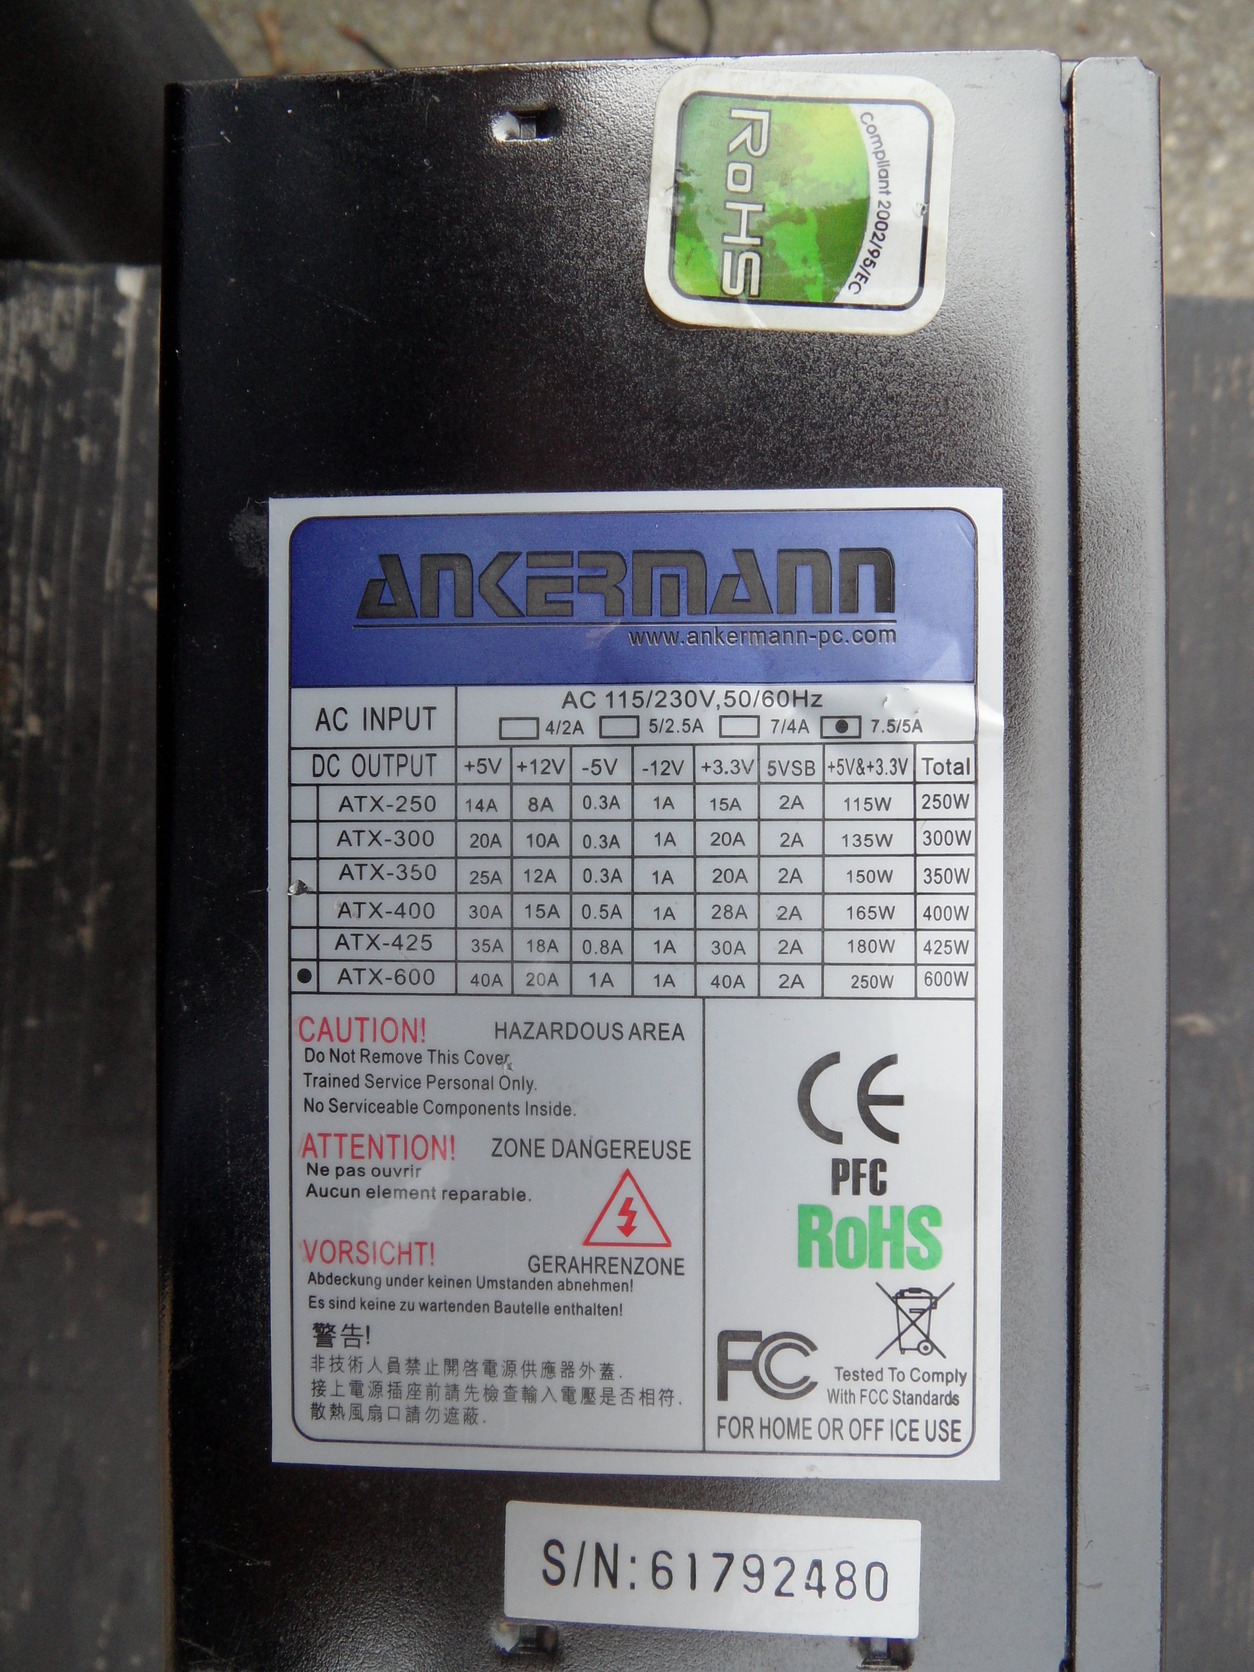 RoHS
Compliant 2002/95/EC
ANKERMANN
www.ankermann-pc.com
AC INPUT
AC 115/230V,50/60Hz
4/2A 5/2.5A 7/4A 7.5/5A
DC OUTPUT +5V +12V -5V -12V +3.3V 5VSB +5V&+3.3V Total
ATX-250 14A 8A 0.3A 1A 15A 2A 115W 250W
ATX-300 20A 10A 0.3A 1A 20A 2A 135W 300W
ATX-350 25A 12A 0.3A 1A 20A 2A 150W 350W
ATX-400 30A 15A 0.5A 1A 28A 2A 165W 400W
ATX-425 35A 18A 0.8A 1A 30A 2A 180W 425W
ATX-600 40A 20A 1A 1A 40A 2A 250W 600W
CAUTION! HAZARDOUS AREA
Do Not Remove This Cover,
Trained Service Personal Only.
No Serviceable Components Inside.
ATTENTION! ZONE DANGEREUSE
Ne pas ouvrir
Aucun element reparable.
VORSICHT! GERAHRENZONE
Abdeckung under keinen Umstanden abnehmen!
Es sind keine zu wartenden Bautelle enthalten!
警告!
非技術人員禁止開啓電源供應器外蓋.
接上電源插座前請先檢查輸入電壓是否相符.
散熱風扇口請勿遮蔽.
CE
PFC
RoHS
FC
Tested To Comply
With FCC Standards
FOR HOME OR OFF ICE USE
S/N:61792480